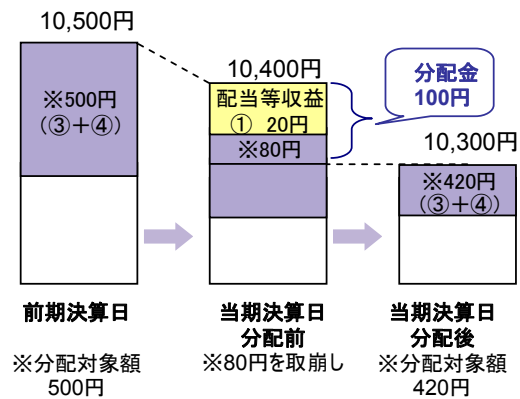 10,500円
※500円
(③+④)
前期決算日
※分配対象額
500円
10,400円
配当等収益
① 20円
※80円
当期決算日
分配前
※80円を取崩し
分配金
100円
10,300円
※420円
(③+④)
当期決算日
分配後
※分配対象額
420円